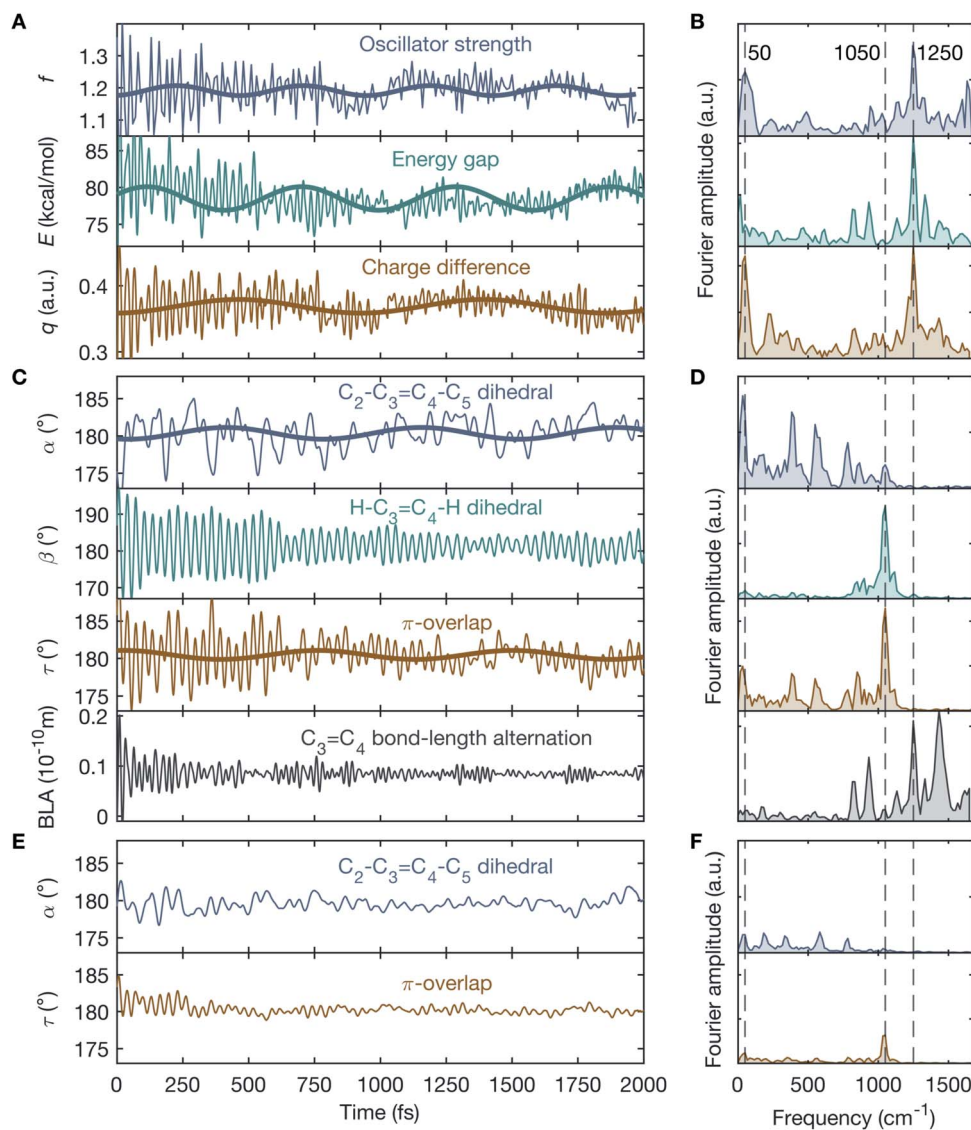 A
B
Oscillator strength
f
1.3
1.2
1.1
50
1050
1250
Energy gap
E (kcal/mol)
85
80
75
Charge difference
q (a.u.)
0.4
0.3
Fourier amplitude (a.u.)
C
D
C2-C3=C4-C5 dihedral
α (°)
185
180
175
H-C3=C4-H dihedral
β (°)
190
180
170
π-overlap
τ (°)
185
180
175
C3=C4 bond-length alternation
BLA (10-10m)
0.2
0.1
0
Fourier amplitude (a.u.)
E
F
C2-C3=C4-C5 dihedral
α (°)
185
180
175
π-overlap
τ (°)
185
180
175
Fourier amplitude (a.u.)
0 250 500 750 1000 1250 1500 1750 2000
Time (fs)
0 500 1000 1500
Frequency (cm-1)